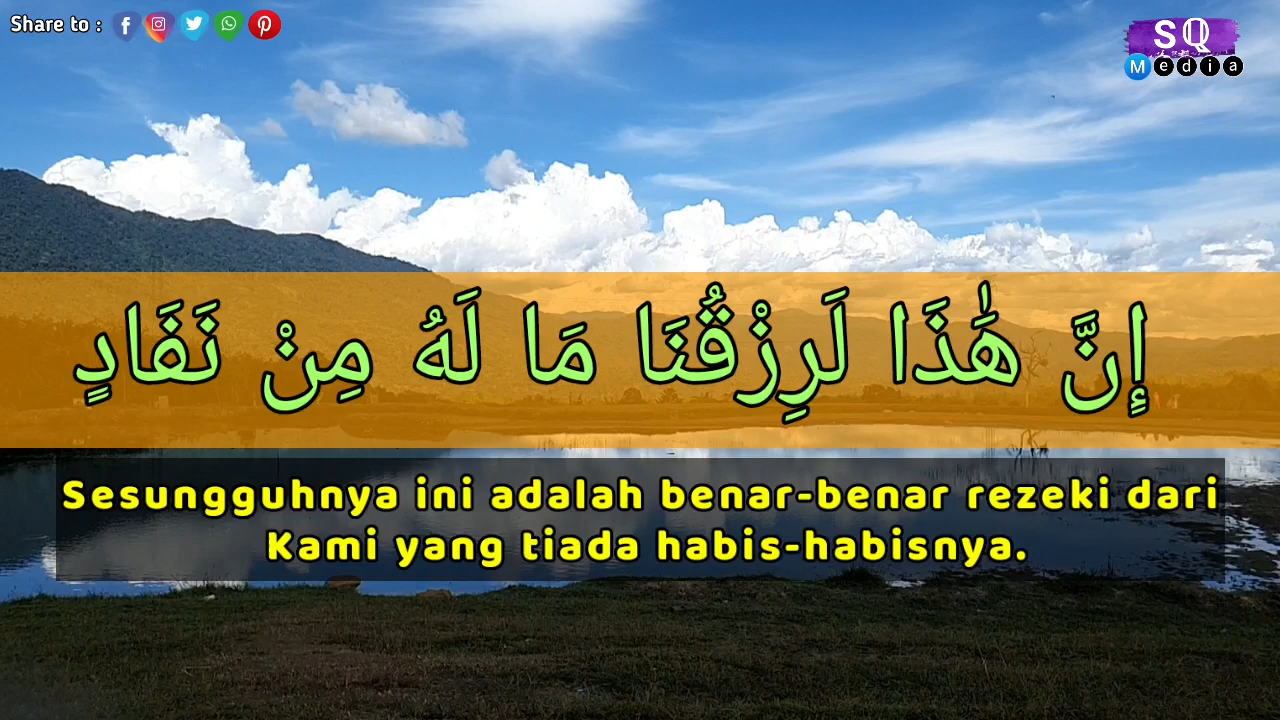 Share to :
SQ
Media
إِنَّ هَٰذَا لَرِزْقُنَا مَا لَهُ مِنْ نَفَادٍ
Sesungguhnya ini adalah benar-benar rezeki dari
Kami yang tiada habis-habisnya.